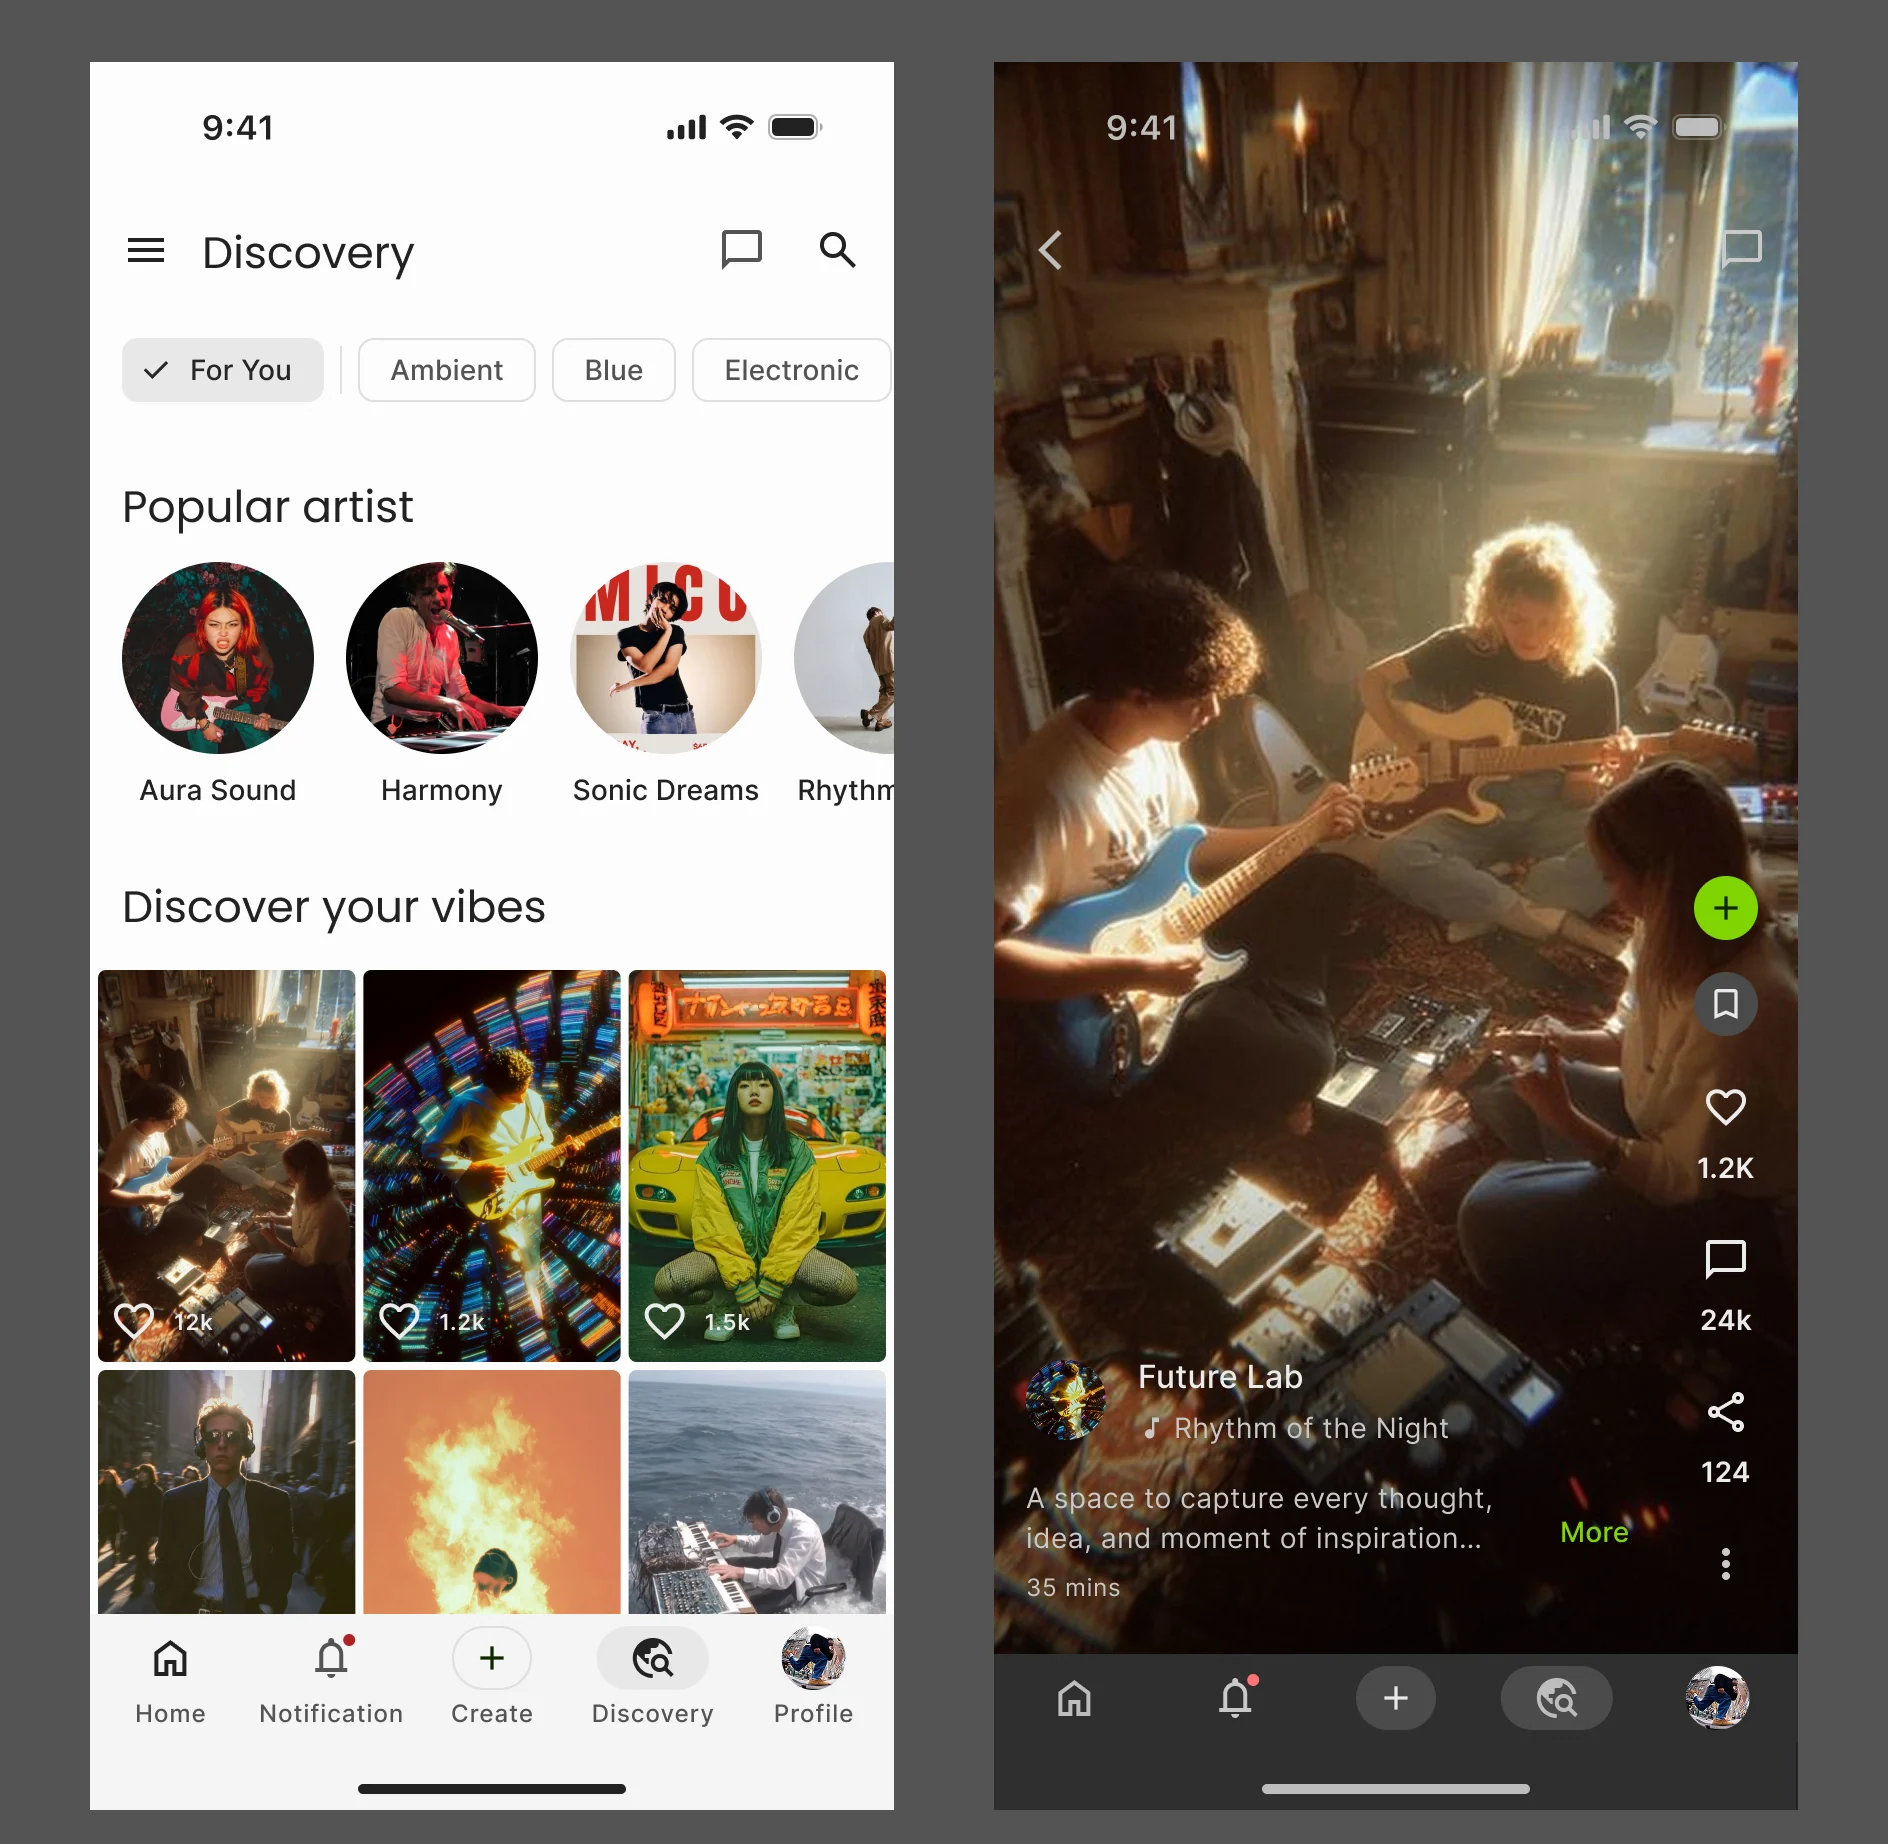 9:41
Discovery
For You
Ambient
Blue
Electronic
Popular artist
MICO
Aura Sound
Harmony
Sonic Dreams
Rhythm
Discover your vibes
12k
1.2k
1.5k
Home
Notification
Create
Discovery
Profile
9:41
1.2K
24k
124
Future Lab
Rhythm of the Night
A space to capture every thought,
idea, and moment of inspiration...
More
35 mins